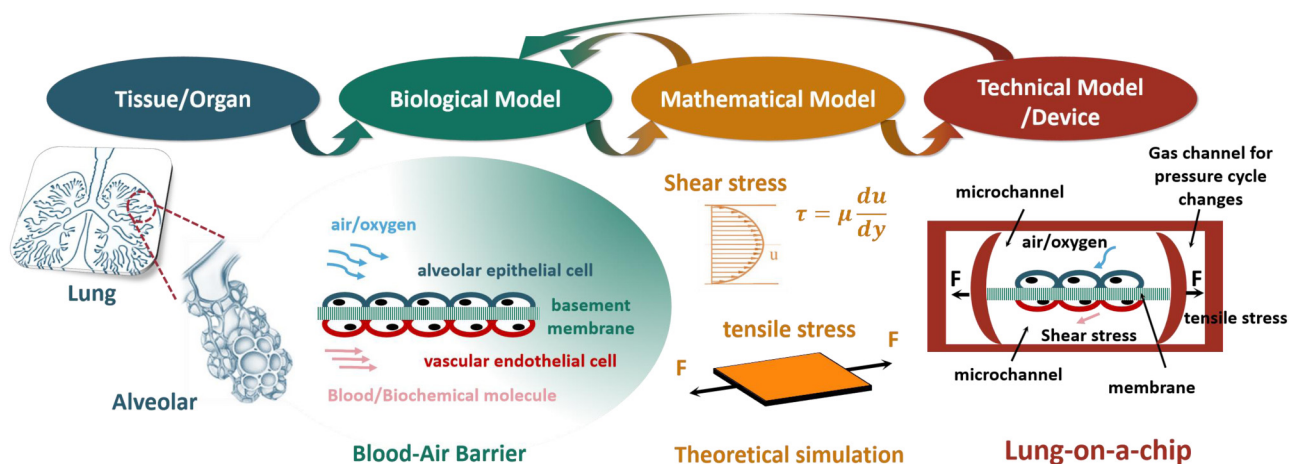 Tissue/Organ
Biological Model
Mathematical Model
Technical Model
/Device
Lung
Alveolar
air/oxygen
alveolar epithelial cell
basement
membrane
vascular endothelial cell
Blood/Biochemical molecule
Blood-Air Barrier
Shear stress
τ = μ du/dy
u
tensile stress
F
F
Theoretical simulation
Gas channel for
pressure cycle
changes
microchannel
air/oxygen
F
F
tensile stress
Shear stress
microchannel
membrane
Lung-on-a-chip